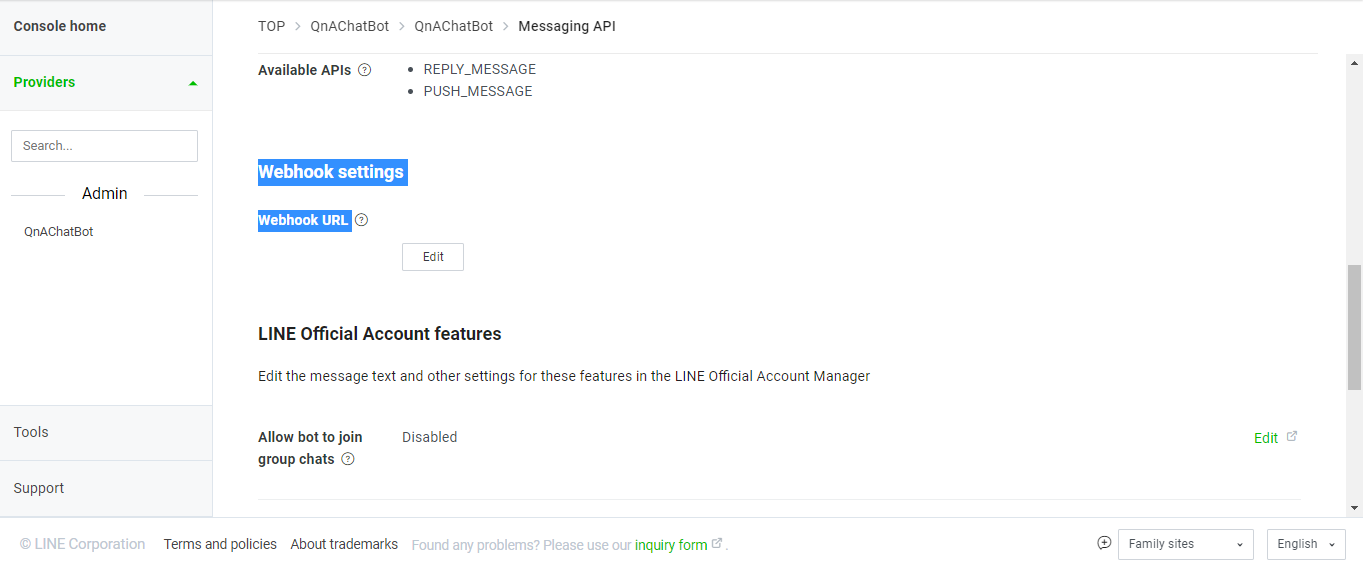 Console home
Providers
Search...
Admin
QnAChatBot
Tools
Support
TOP > QnAChatBot > QnAChatBot > Messaging API
Available APIs ?
• REPLY_MESSAGE
• PUSH_MESSAGE
Webhook settings
Webhook URL ?
Edit
LINE Official Account features
Edit the message text and other settings for these features in the LINE Official Account Manager
Allow bot to join
group chats ?
Disabled
Edit
© LINE Corporation Terms and policies About trademarks Found any problems? Please use our inquiry form .
Family sites
English